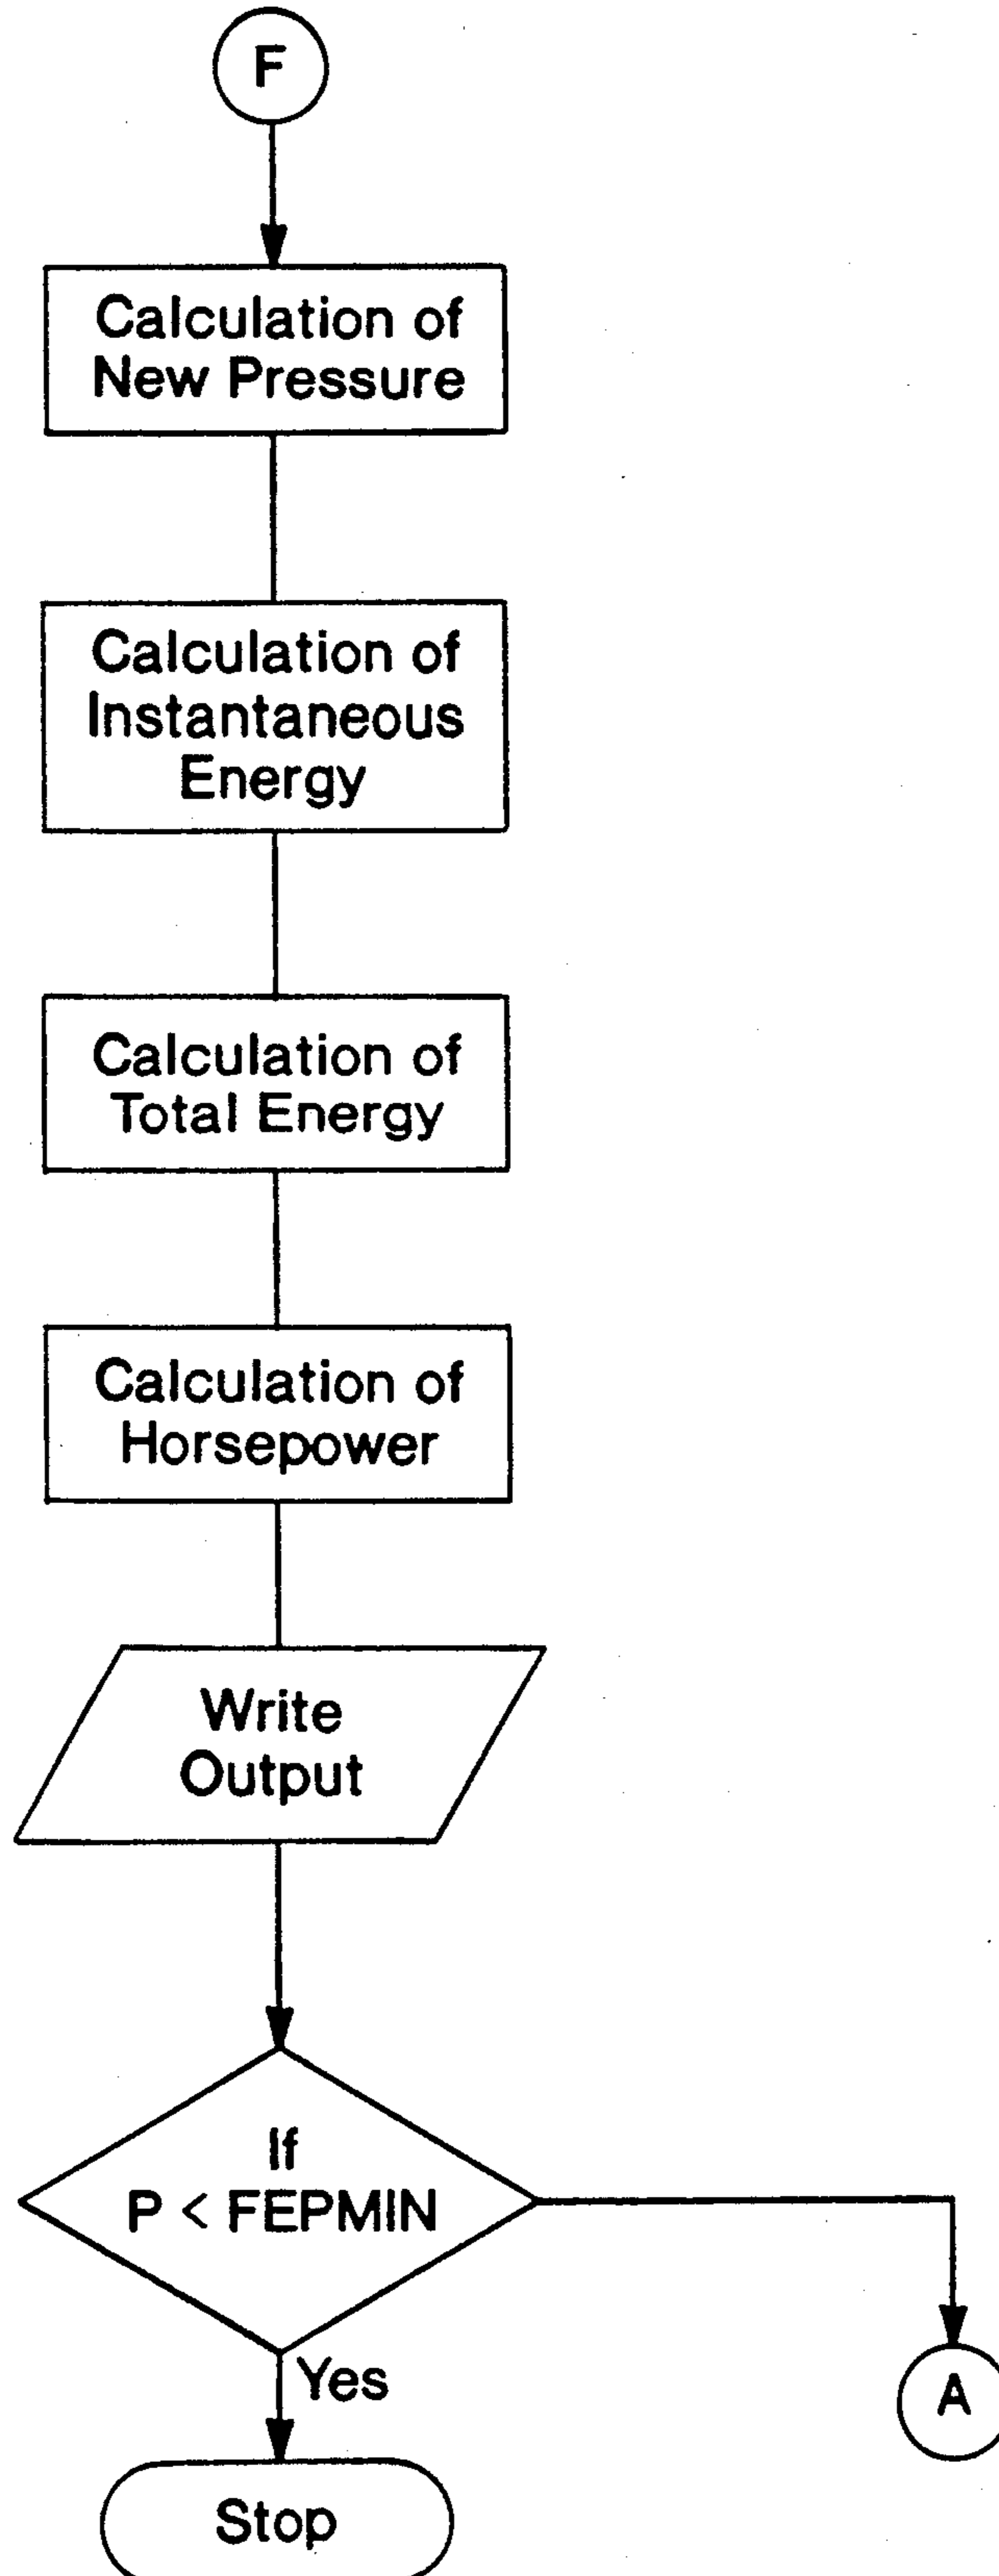 F
Calculation of
New Pressure
Calculation of
Instantaneous
Energy
Calculation of
Total Energy
Calculation of
Horsepower
Write
Output
If
P < FEPMIN
Yes
A
Stop